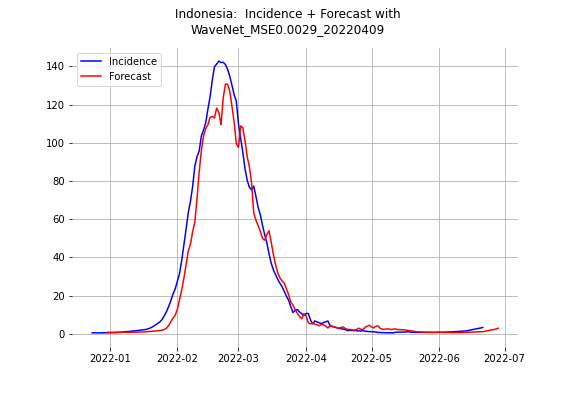 Indonesia:  Incidence + Forecast with
WaveNet_MSE0.0029_20220409
Incidence
Forecast
140
120
100
80
60
40
20
0
2022-01 2022-02 2022-03 2022-04 2022-05 2022-06 2022-07